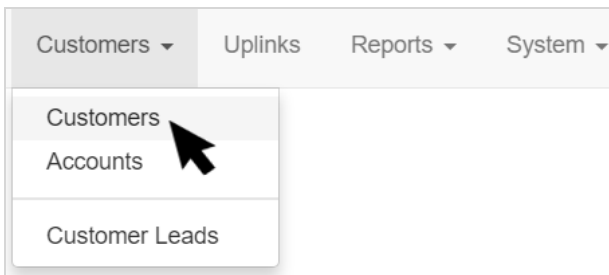 Customers Uplinks Reports System
Customers
Accounts
Customer Leads